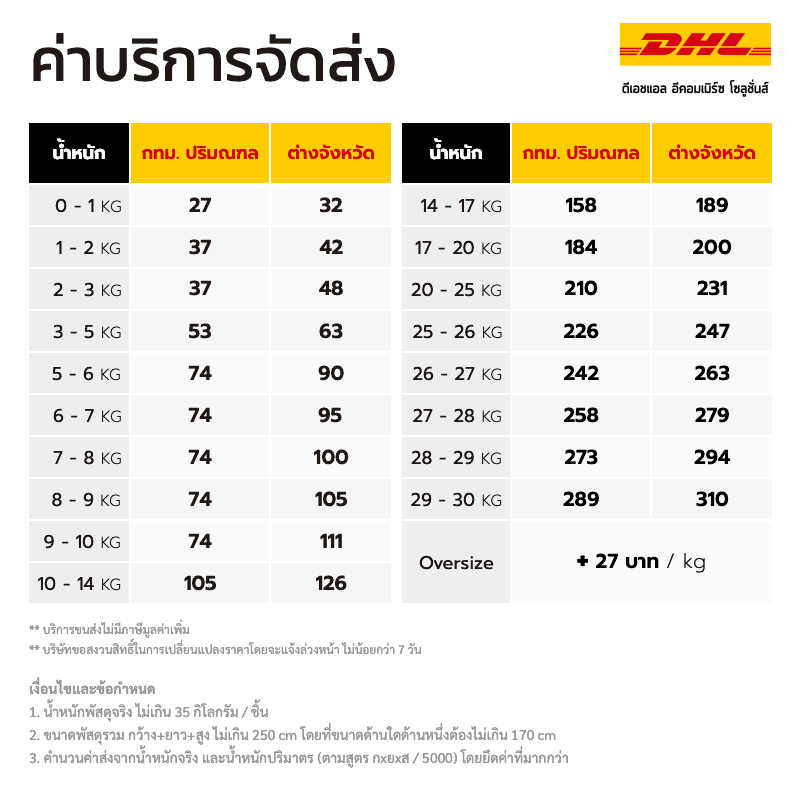 ค่าบริการจัดส่ง
DHL
ดีเอชแอล อีคอมเมิร์ซ โซลูชั่นส์
น้ำหนัก กทม. ปริมณฑล ต่างจังหวัด
0 - 1 KG 27 32
1 - 2 KG 37 42
2 - 3 KG 37 48
3 - 5 KG 53 63
5 - 6 KG 74 90
6 - 7 KG 74 95
7 - 8 KG 74 100
8 - 9 KG 74 105
9 - 10 KG 74 111
10 - 14 KG 105 126
น้ำหนัก กทม. ปริมณฑล ต่างจังหวัด
14 - 17 KG 158 189
17 - 20 KG 184 200
20 - 25 KG 210 231
25 - 26 KG 226 247
26 - 27 KG 242 263
27 - 28 KG 258 279
28 - 29 KG 273 294
29 - 30 KG 289 310
Oversize + 27 บาท / kg
** บริการขนส่งไม่มีภาษีมูลค่าเพิ่ม
** บริษัทขอสงวนสิทธิ์ในการเปลี่ยนแปลงราคาโดยจะแจ้งล่วงหน้า ไม่น้อยกว่า 7 วัน
เงื่อนไขและข้อกำหนด
1. น้ำหนักพัสดุจริง ไม่เกิน 35 กิโลกรัม / ชิ้น
2. ขนาดพัสดุรวม กว้าง+ยาว+สูง ไม่เกิน 250 cm โดยที่ขนาดด้านใดด้านหนึ่งต้องไม่เกิน 170 cm
3. คำนวนค่าส่งจากน้ำหนักจริง และน้ำหนักปริมาตร (ตามสูตร กxยxส / 5000) โดยยึดค่าที่มากกว่า